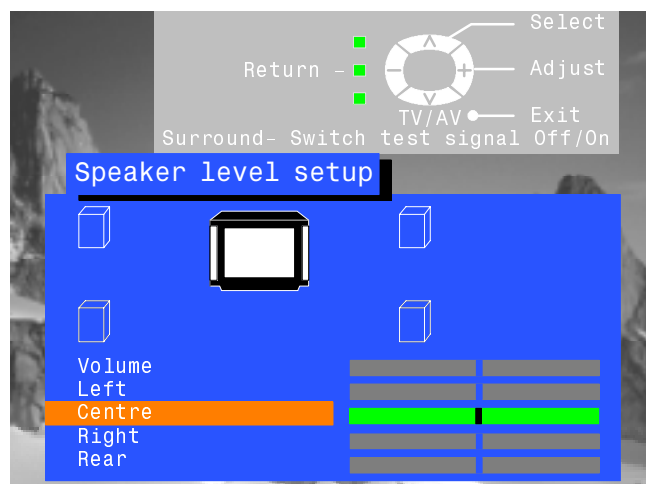 Select
Return –
Adjust
TV/AV
Exit
Surround– Switch test signal Off/On
Speaker level setup
Volume
Left
Centre
Right
Rear